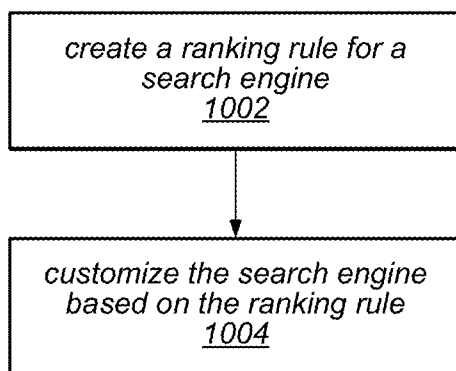 create a ranking rule for a
search engine
1002
customize the search engine
based on the ranking rule
1004